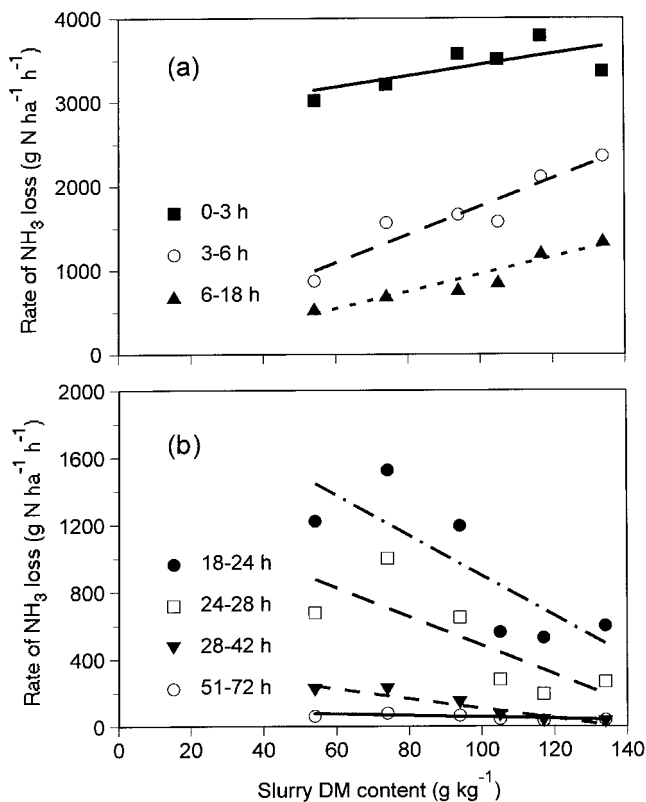 4000
(a)
3000
2000
1000
0
Rate of NH₃ loss (g N ha⁻¹ h⁻¹)
0-3 h
3-6 h
6-18 h
2000
(b)
1600
1200
800
400
0
Rate of NH₃ loss (g N ha⁻¹ h⁻¹)
18-24 h
24-28 h
28-42 h
51-72 h
0 20 40 60 80 100 120 140
Slurry DM content (g kg⁻¹)